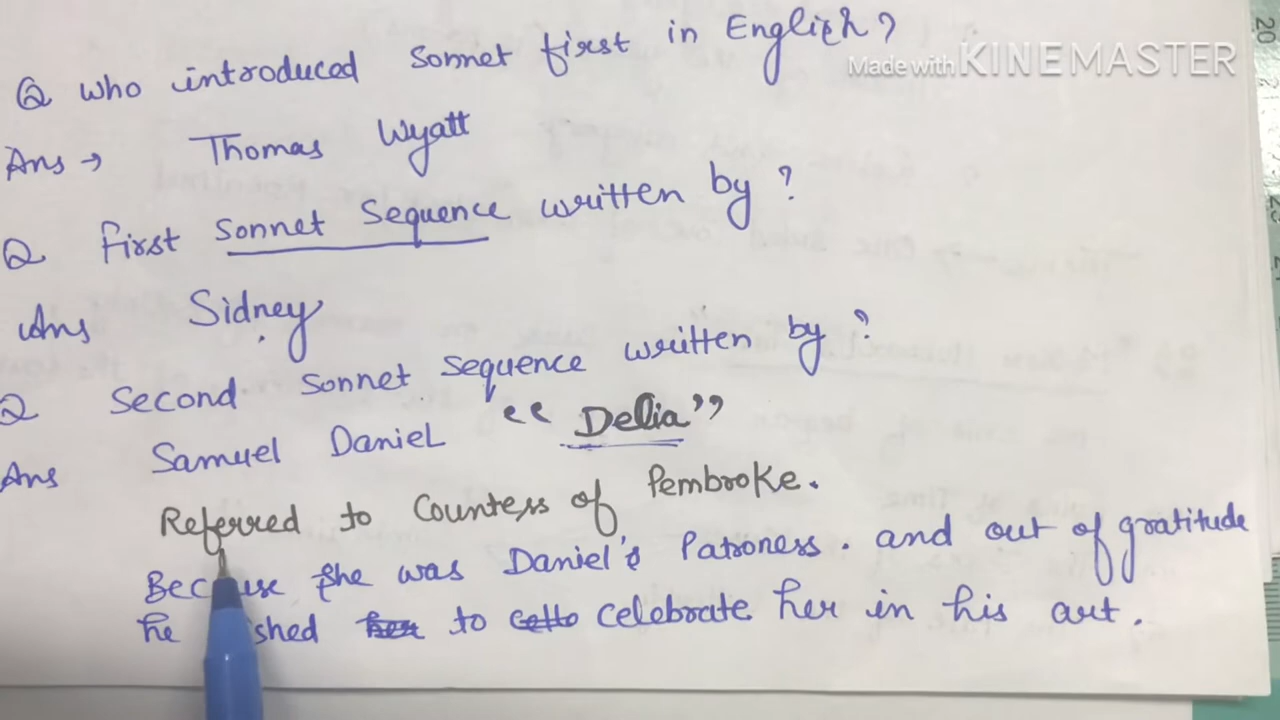 Q who introduced Sonnet first in English?
Made with KINEMASTER
Ans → Thomas Wyatt
Q first Sonnet Sequence written by?
Ans Sidney
Q Second Sonnet Sequence written by?
Ans Samuel Daniel "Delia"
Referred to Countess of Pembroke.
Because she was Daniel's Patroness. and out of gratitude
he to celebrate her in his art.
20